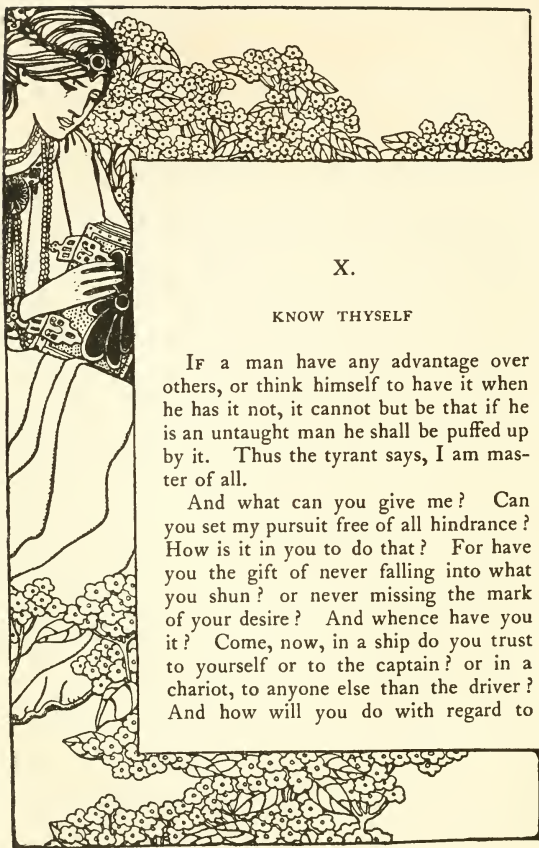 X.
KNOW THYSELF
IF a man have any advantage over
others, or think himself to have it when
he has it not, it cannot but be that if he
is an untaught man he shall be puffed up
by it. Thus the tyrant says, I am mas-
ter of all.
And what can you give me? Can
you set my pursuit free of all hindrance?
How is it in you to do that? For have
you the gift of never falling into what
you shun? or never missing the mark
of your desire? And whence have you
it? Come, now, in a ship do you trust
to yourself or to the captain? or in a
chariot, to anyone else than the driver?
And how will you do with regard to